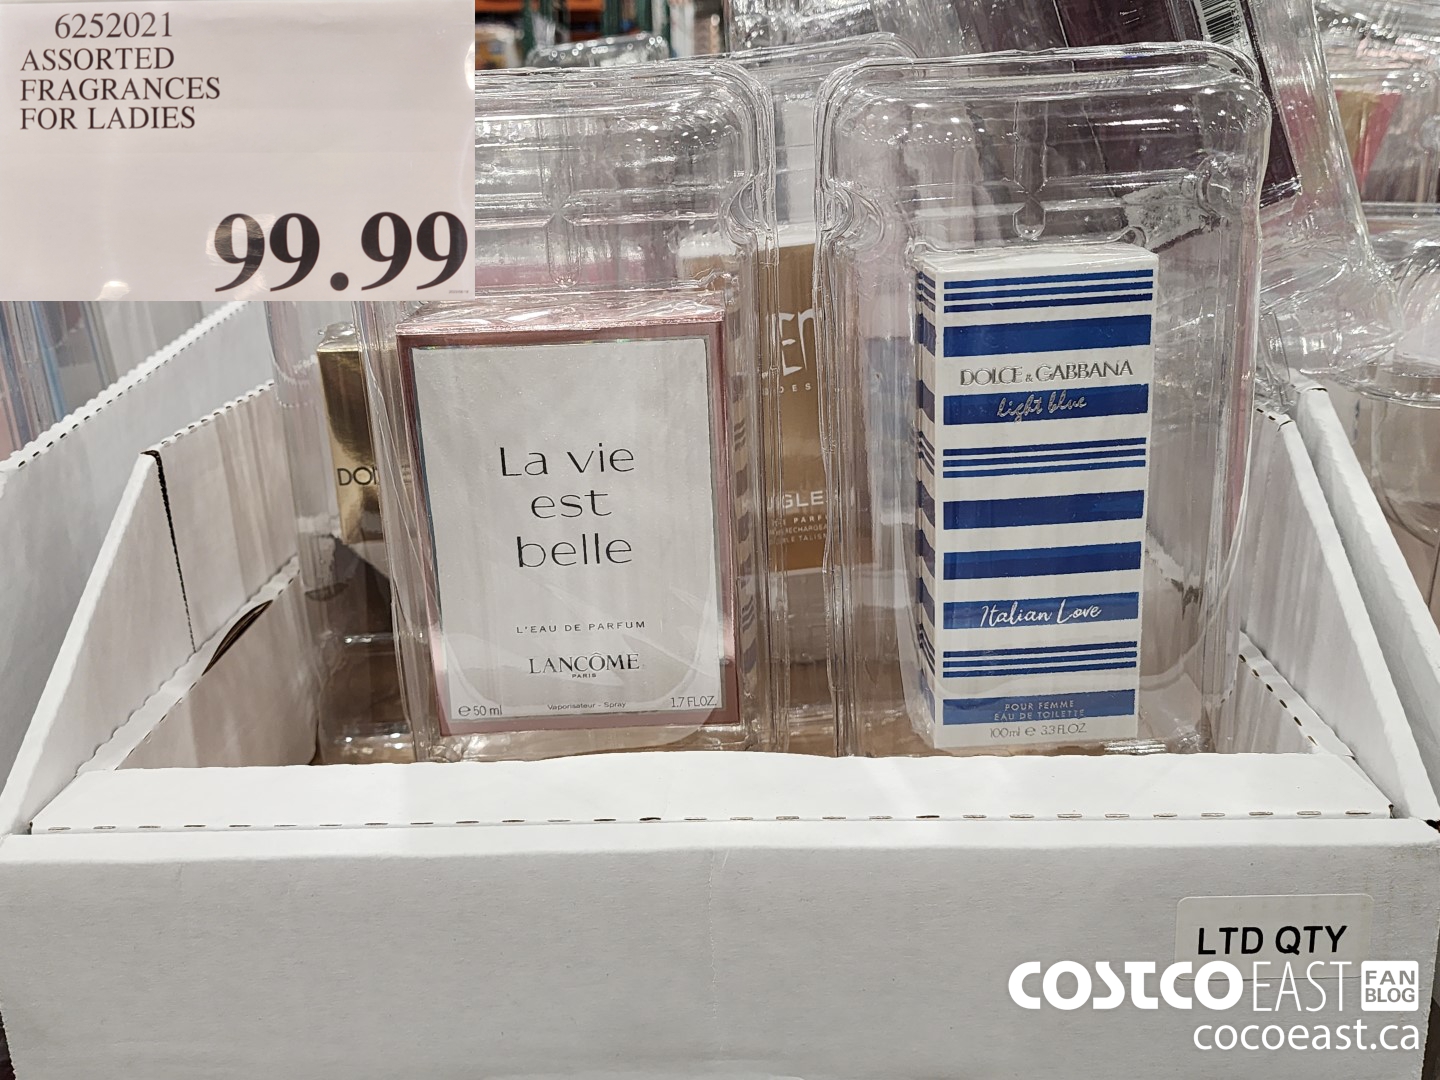 6252021
ASSORTED
FRAGRANCES
FOR LADIES
99.99
La vie
est
belle
L'EAU DE PARFUM
LANCÔME
PARIS
e 50 ml Vaporisateur - Spray 1.7 FL.OZ.
DOLCE & GABBANA
light blue
Italian Love
POUR FEMME
EAU DE TOILETTE
100ml e 3.3 FL.OZ.
LTD QTY
COSTCO EAST FAN BLOG
cocoeast.ca